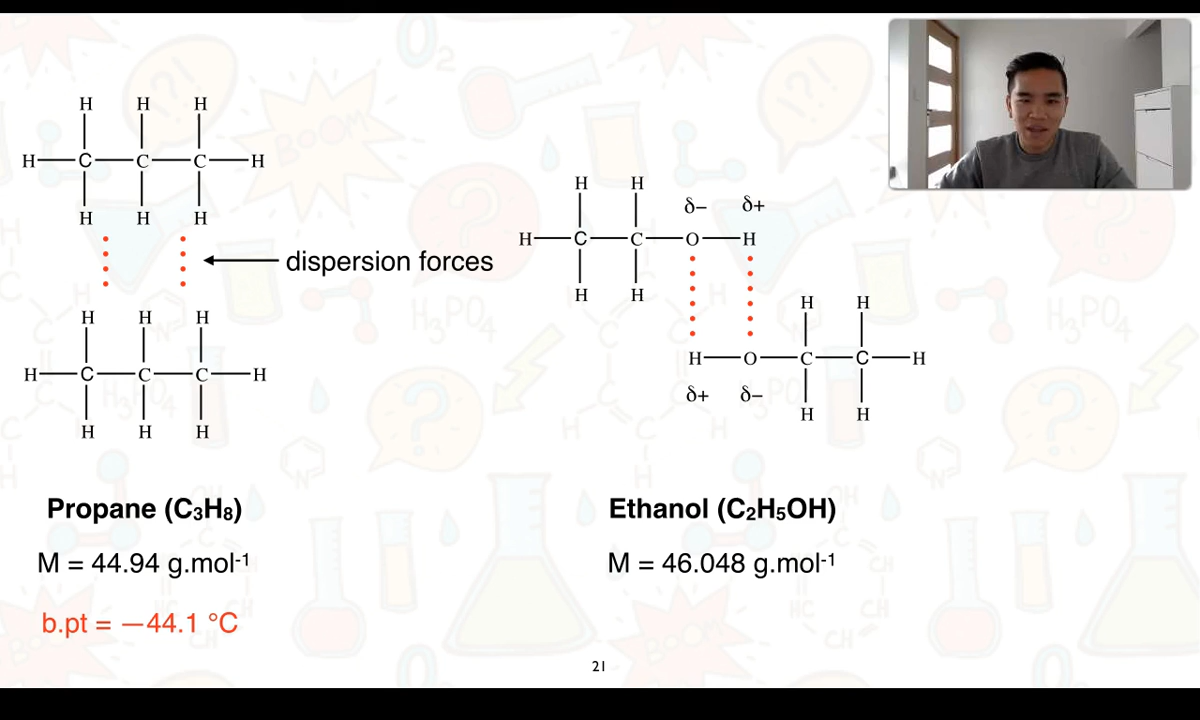 H H H
H C C C H
H H H
dispersion forces
H H H
H C C C H
H H H
H H
δ– δ+
H C C O H
H H
H H
H O C C H
δ+ δ–
H H
Propane (C₃H₈)
M = 44.94 g.mol⁻¹
b.pt = —44.1 °C
Ethanol (C₂H₅OH)
M = 46.048 g.mol⁻¹
21